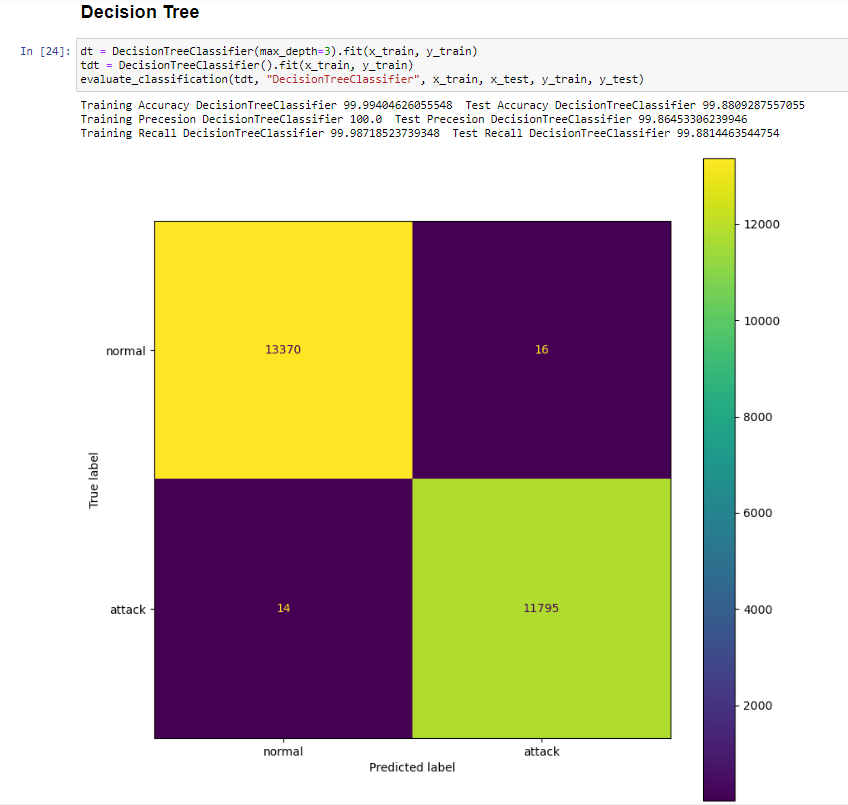 Decision Tree
In [24]: dt = DecisionTreeClassifier(max_depth=3).fit(x_train, y_train)
tdt = DecisionTreeClassifier().fit(x_train, y_train)
evaluate_classification(tdt, "DecisionTreeClassifier", x_train, x_test, y_train, y_test)
Training Accuracy DecisionTreeClassifier 99.99404626055548  Test Accuracy DecisionTreeClassifier 99.8809287557055
Training Precesion DecisionTreeClassifier 100.0  Test Precesion DecisionTreeClassifier 99.86453306239946
Training Recall DecisionTreeClassifier 99.98718523739348  Test Recall DecisionTreeClassifier 99.8814463544754
12000
10000
8000
6000
4000
2000
normal
13370
16
True label
attack
14
11795
normal
attack
Predicted label